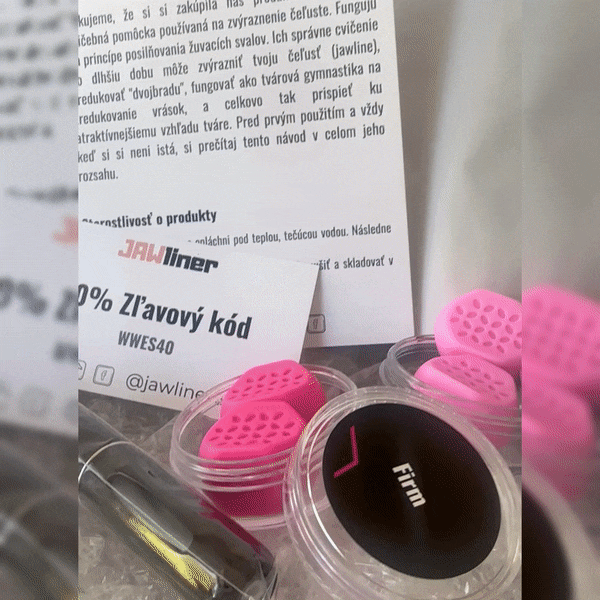 kujeme, že si si zakúpila náš
čebná pomôcka používaná na zvýraznenie čeľuste. Fungujú
princípe posilňovania žuvacích svalov. Ich správne cvičenie
dlhšiu dobu môže zvýrazniť tvoju čeľusť (jawline),
redukovať "dvojbradu", fungovať ako tvárová gymnastika na
redukovanie vrások, a celkovo tak prispieť ku
atraktívnejšiemu vzhľadu tváre. Pred prvým použitím a vždy
keď si si neni istá, si prečítaj tento návod v celom jeho
rozsahu.
starostlivosť o produkty
opláchni pod teplou, tečúcou vodou. Následne
šiť a skladovať v
JAWliner
0% Zľavový kód
WWES40
@jawline
Firm